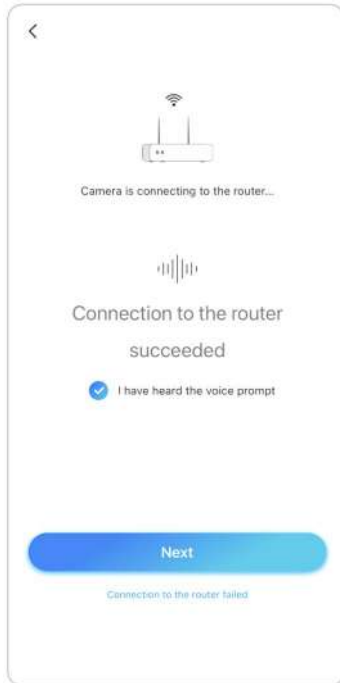 Camera is connecting to the router...
Connection to the router
succeeded
I have heard the voice prompt
Next
Connection to the router failed